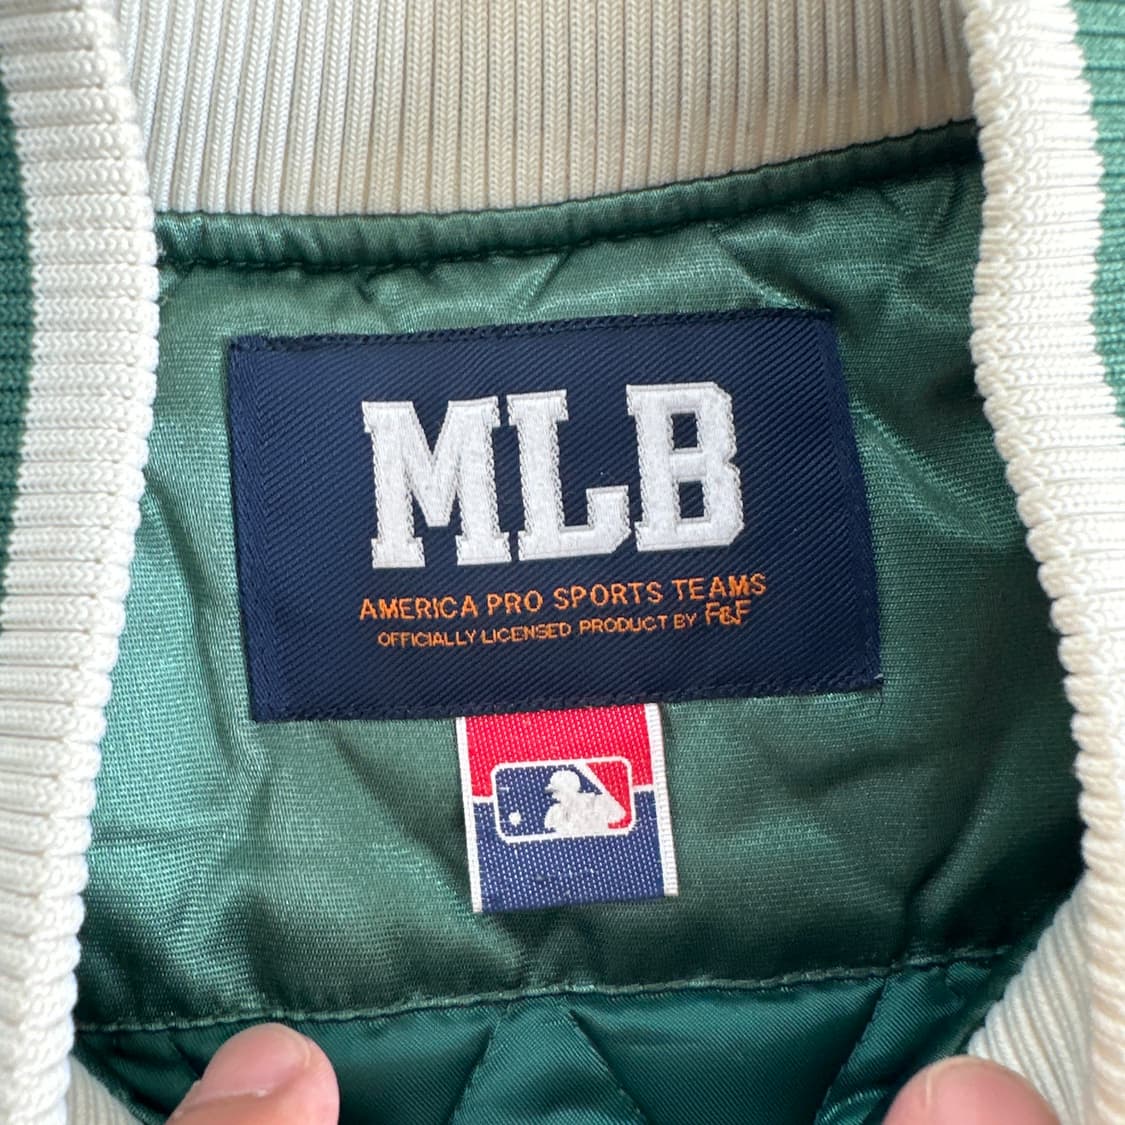 MLB
AMERICA PRO SPORTS TEAMS
OFFICIALLY LICENSED PRODUCT BY F&F